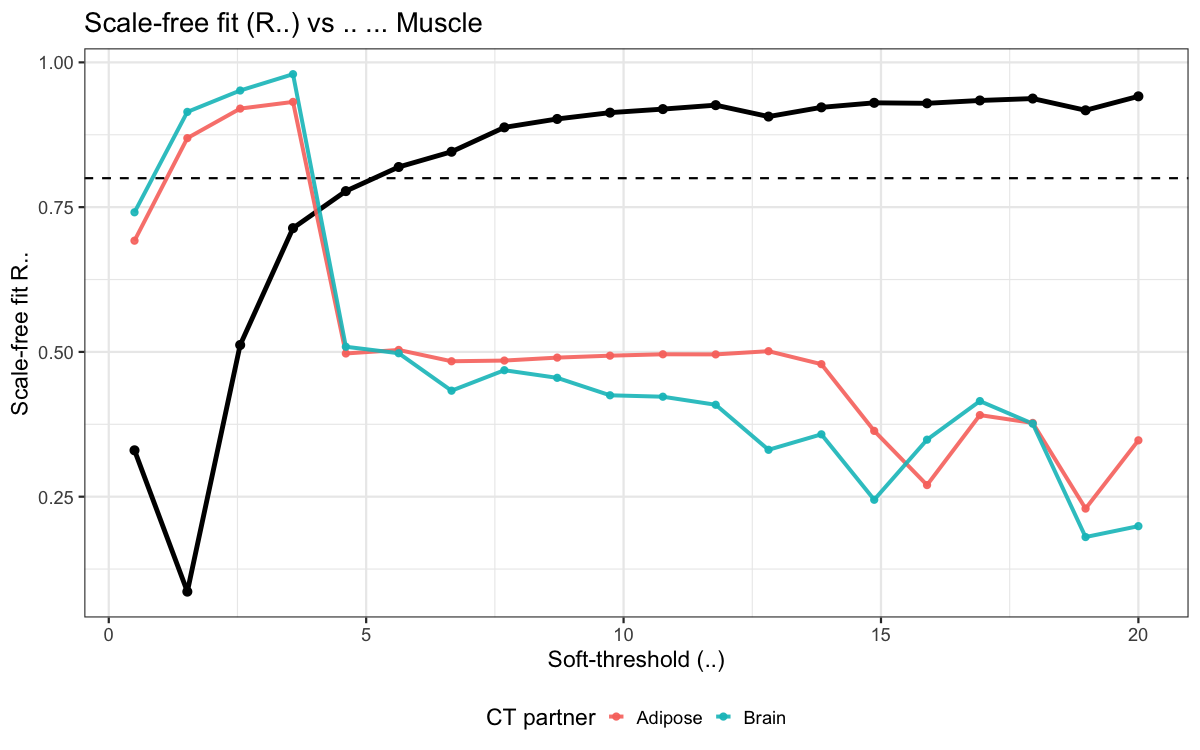 Scale-free fit (R..) vs .. ... Muscle
1.00
0.75
0.50
0.25
Scale-free fit R..
0 5 10 15 20
Soft-threshold (..)
CT partner Adipose Brain